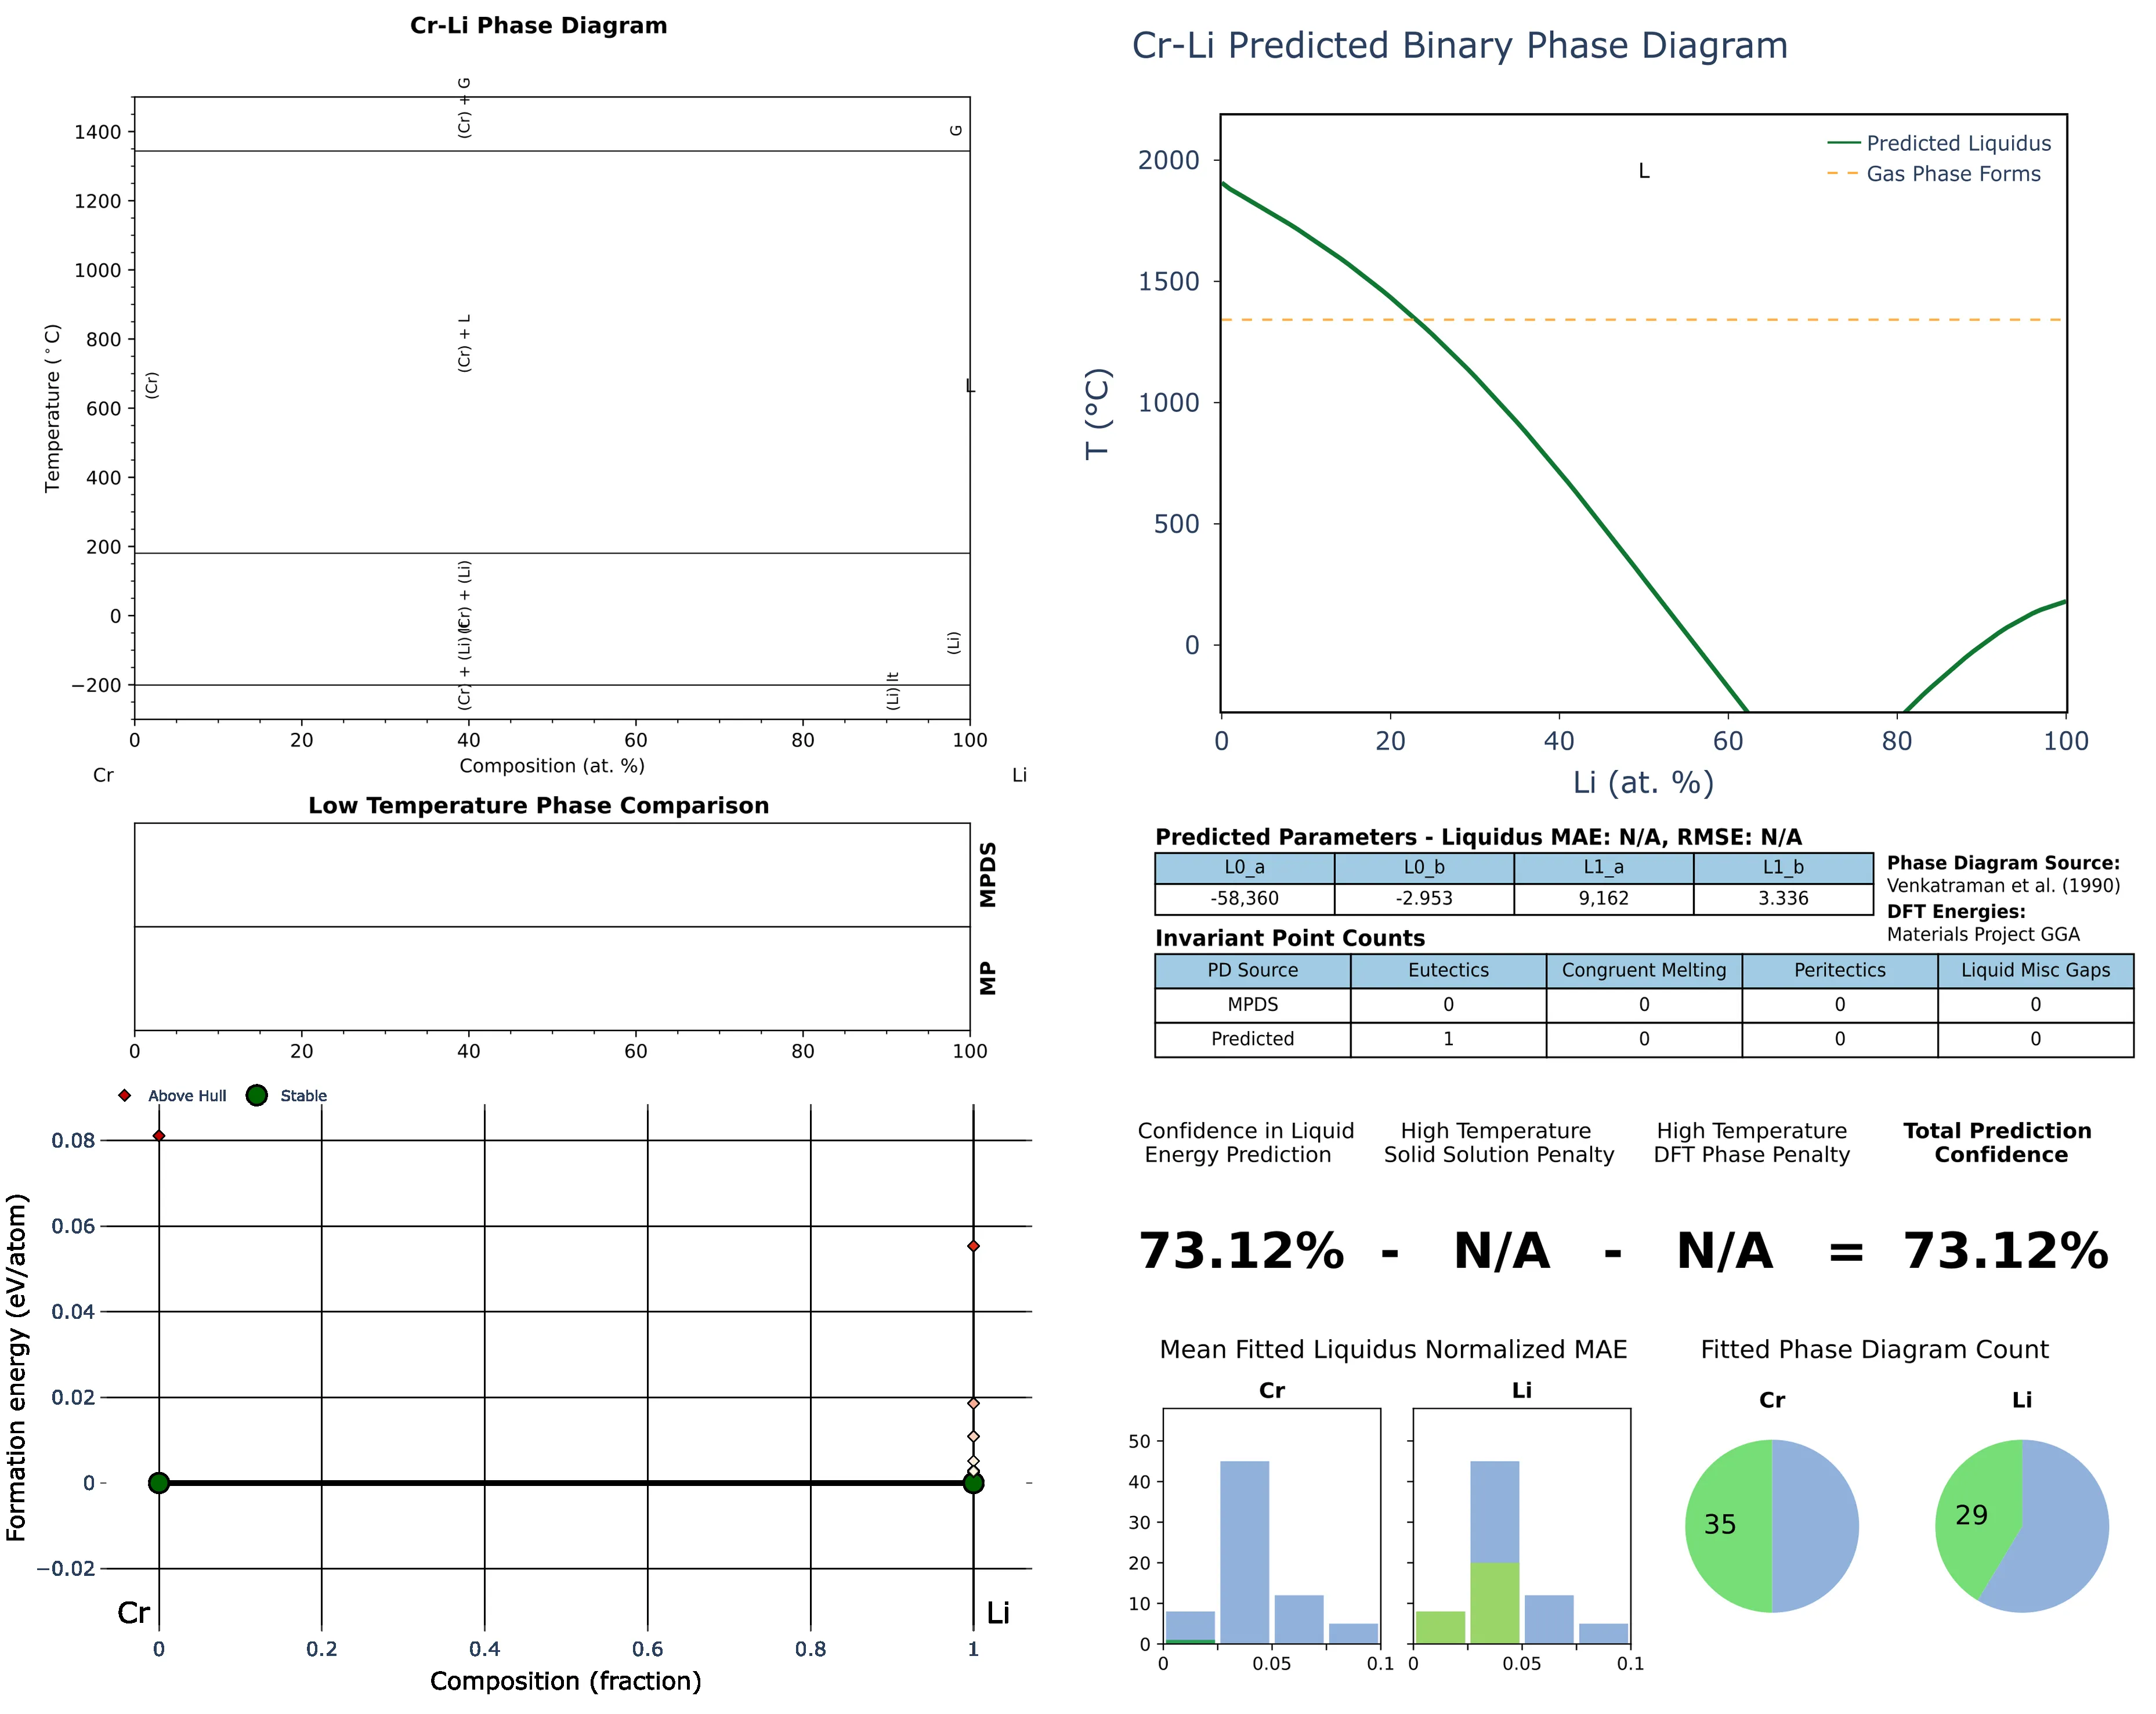 Cr-Li Phase Diagram
(Cr) + G
G
(Cr) + L
(Cr)
L
(Cr) + (Li)
(Cr) + (Li) lt
(Li)
(Li) lt
1400
1200
1000
800
600
400
200
0
−200
Temperature (°C)
0 20 40 60 80 100
Composition (at. %)
Cr Li
Low Temperature Phase Comparison
MPDS
MP
0 20 40 60 80 100
Above Hull Stable
0.08
0.06
0.04
0.02
0
−0.02
Formation energy (eV/atom)
Cr Li
0 0.2 0.4 0.6 0.8 1
Composition (fraction)
Cr-Li Predicted Binary Phase Diagram
Predicted Liquidus
Gas Phase Forms
L
2000
1500
1000
500
0
T (°C)
0 20 40 60 80 100
Li (at. %)
Predicted Parameters - Liquidus MAE: N/A, RMSE: N/A
L0_a L0_b L1_a L1_b
-58,360 -2.953 9,162 3.336
Phase Diagram Source:
Venkatraman et al. (1990)
DFT Energies:
Materials Project GGA
Invariant Point Counts
PD Source Eutectics Congruent Melting Peritectics Liquid Misc Gaps
MPDS 0 0 0 0
Predicted 1 0 0 0
Confidence in Liquid
Energy Prediction
High Temperature
Solid Solution Penalty
High Temperature
DFT Phase Penalty
Total Prediction
Confidence
73.12% - N/A - N/A = 73.12%
Mean Fitted Liquidus Normalized MAE
Cr Li
50
40
30
20
10
0
0 0.05 0.1
0 0.05 0.1
Fitted Phase Diagram Count
Cr Li
35 29